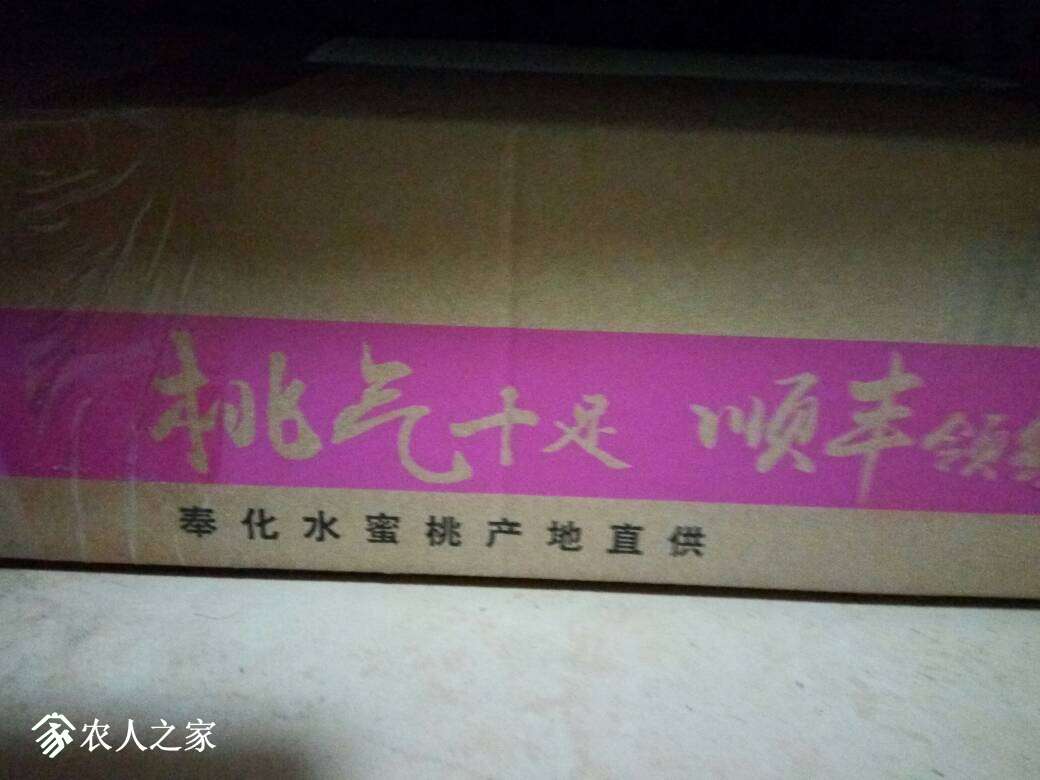 桃气十足 顺丰领
奉化水蜜桃产地直供
农人之家